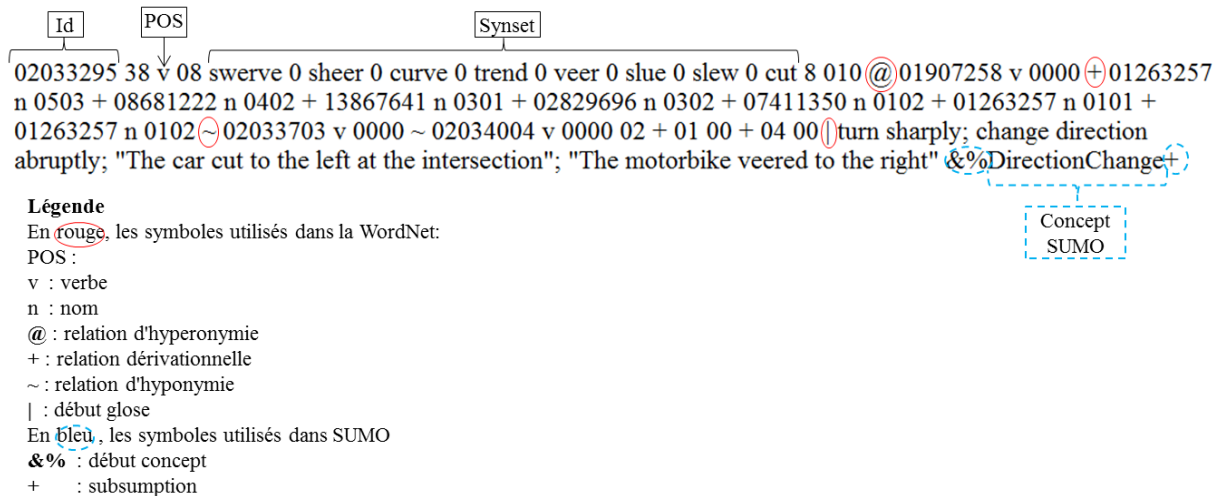 Id
POS
Synset
02033295 38 v 08 swerve 0 sheer 0 curve 0 trend 0 veer 0 slue 0 slew 0 cut 8 010 @ 01907258 v 0000 + 01263257
n 0503 + 08681222 n 0402 + 13867641 n 0301 + 02829696 n 0302 + 07411350 n 0102 + 01263257 n 0101 +
01263257 n 0102 ~ 02033703 v 0000 ~ 02034004 v 0000 02 + 01 00 + 04 00 | turn sharply; change direction
abruptly; "The car cut to the left at the intersection"; "The motorbike veered to the right" &%DirectionChange+
Concept
SUMO
Légende
En rouge, les symboles utilisés dans la WordNet:
POS :
v : verbe
n : nom
@ : relation d'hyperonymie
+ : relation dérivationnelle
~ : relation d'hyponymie
| : début glose
En bleu , les symboles utilisés dans SUMO
&% : début concept
+ : subsumption